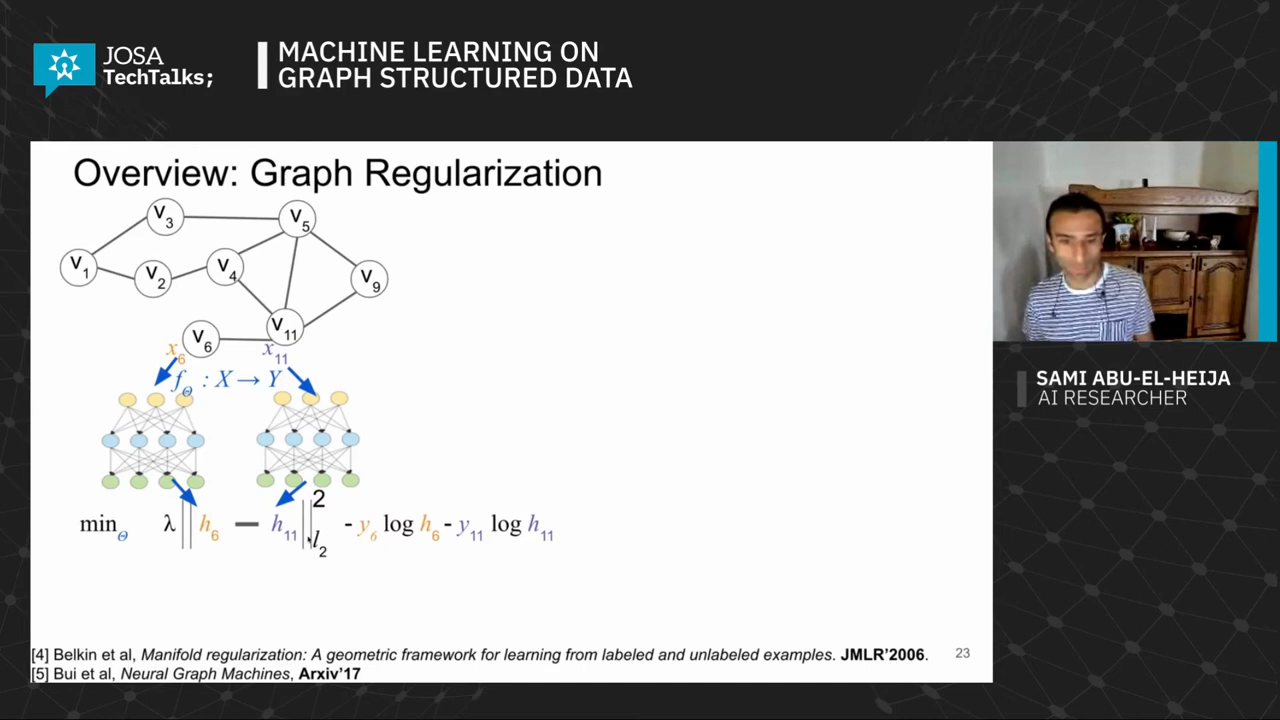 JOSA
TechTalks;
MACHINE LEARNING ON
GRAPH STRUCTURED DATA
Overview: Graph Regularization
V3
V5
V1
V2
V4
V9
V6
V11
x6
x11
fΘ : X → Y
minΘ λ || h6 — h11 ||2 l2 - y6 log h6 - y11 log h11
[4] Belkin et al, Manifold regularization: A geometric framework for learning from labeled and unlabeled examples. JMLR'2006.
23
[5] Bui et al, Neural Graph Machines, Arxiv'17
SAMI ABU-EL-HEIJA
AI RESEARCHER